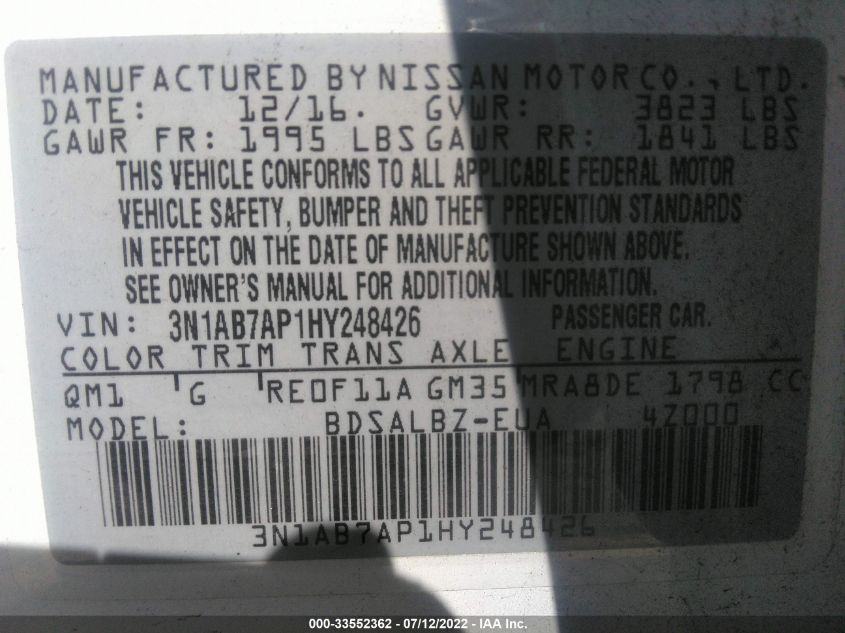 MANUFACTURED BY NISSAN MOTOR CO., LTD.
DATE: 12/16. GVWR: 3823 LBS
GAWR FR: 1995 LBS GAWR RR: 1841 LBS
THIS VEHICLE CONFORMS TO ALL APPLICABLE FEDERAL MOTOR
VEHICLE SAFETY, BUMPER AND THEFT PREVENTION STANDARDS
IN EFFECT ON THE DATE OF MANUFACTURE SHOWN ABOVE.
SEE OWNER'S MANUAL FOR ADDITIONAL INFORMATION.
VIN: 3N1AB7AP1HY248426 PASSENGER CAR.
COLOR TRIM TRANS AXLE ENGINE
QM1 G RE0F11A GM35 MRA8DE 1798 CC
MODEL: BDSALBZ-EUA 4Z000
3N1AB7AP1HY248426
000-33552362 - 07/12/2022 - IAA Inc.